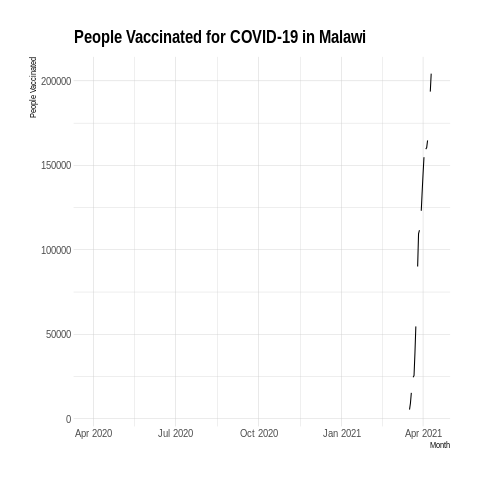 People Vaccinated for COVID-19 in Malawi
People Vaccinated
200000
150000
100000
50000
0
Apr 2020
Jul 2020
Oct 2020
Jan 2021
Apr 2021
Month